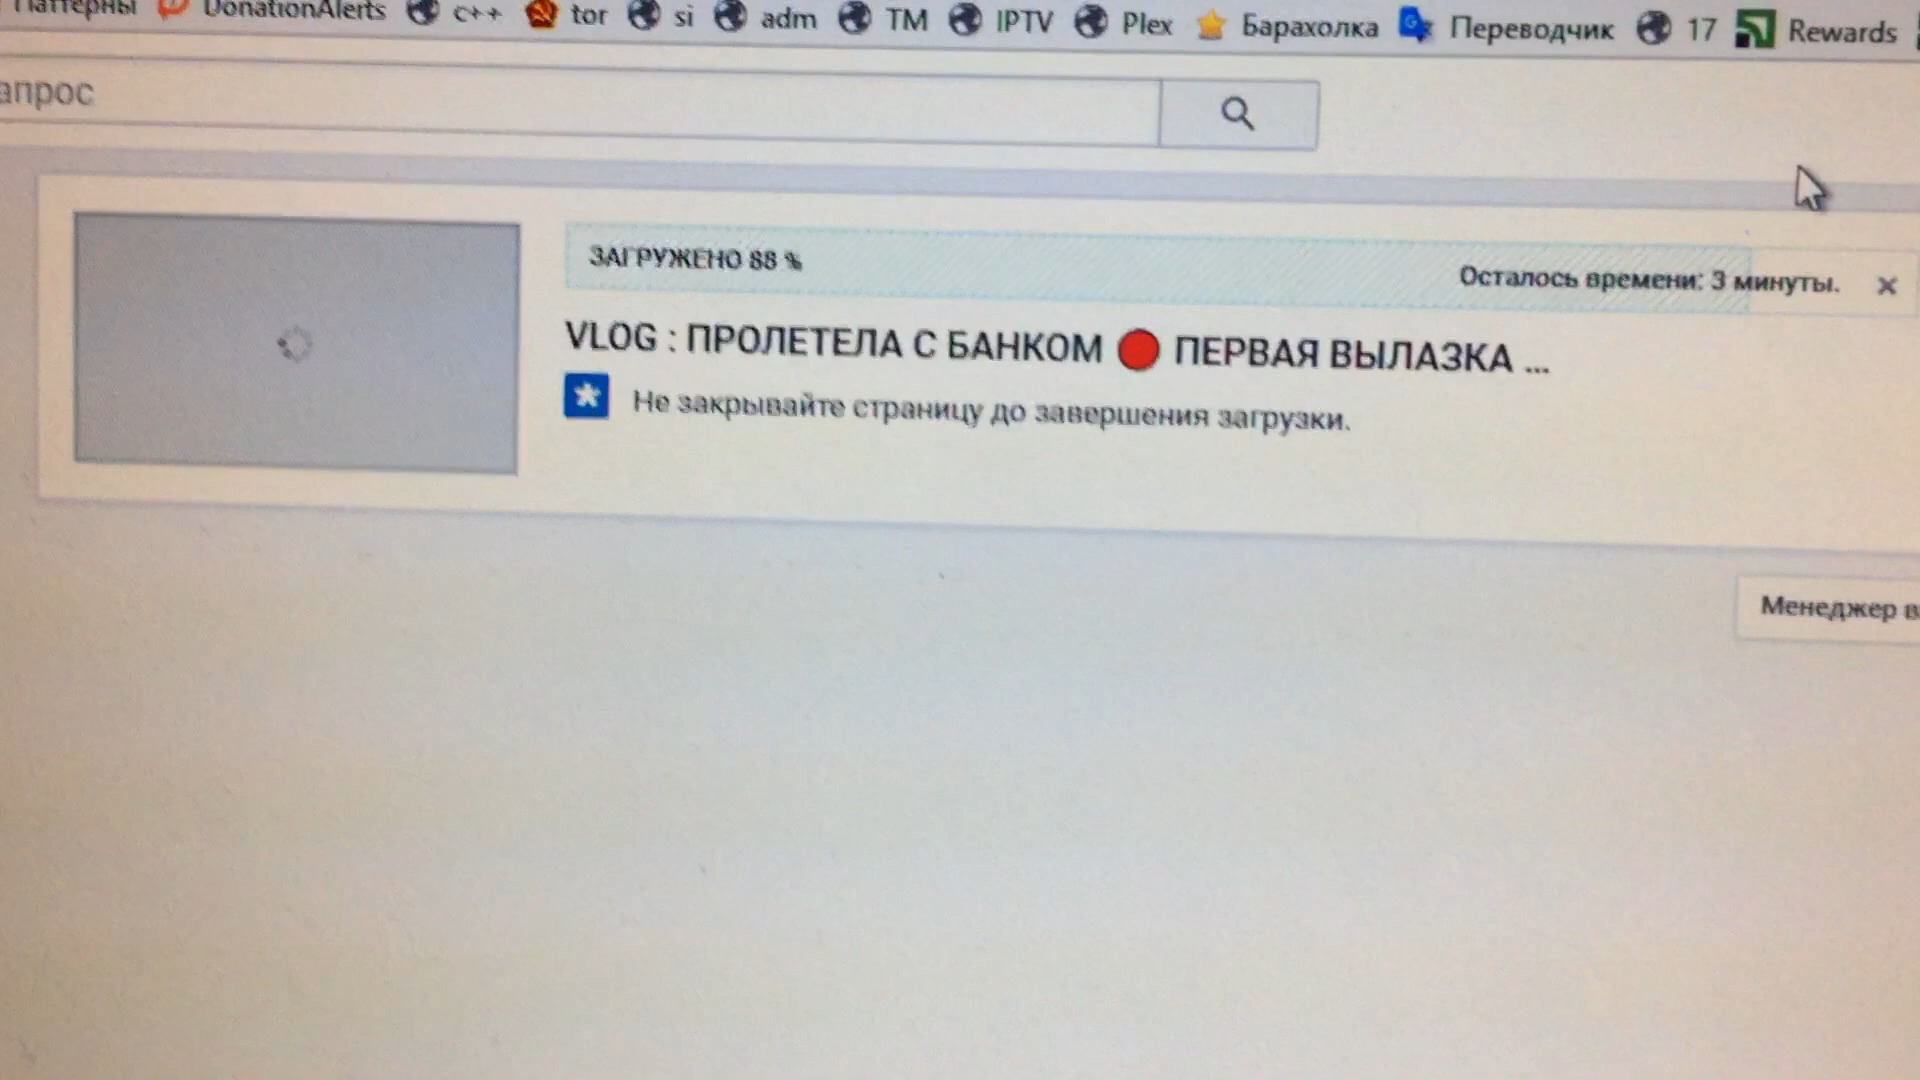 Паттерны DonationAlerts c++ tor si adm TM IPTV Plex Барахолка Переводчик 17 Rewards
апрос
ЗАГРУЖЕНО 88 %
Осталось времени: 3 минуты.
VLOG : ПРОЛЕТЕЛА С БАНКОМ 🔴 ПЕРВАЯ ВЫЛАЗКА ...
Не закрывайте страницу до завершения загрузки.
Менеджер в